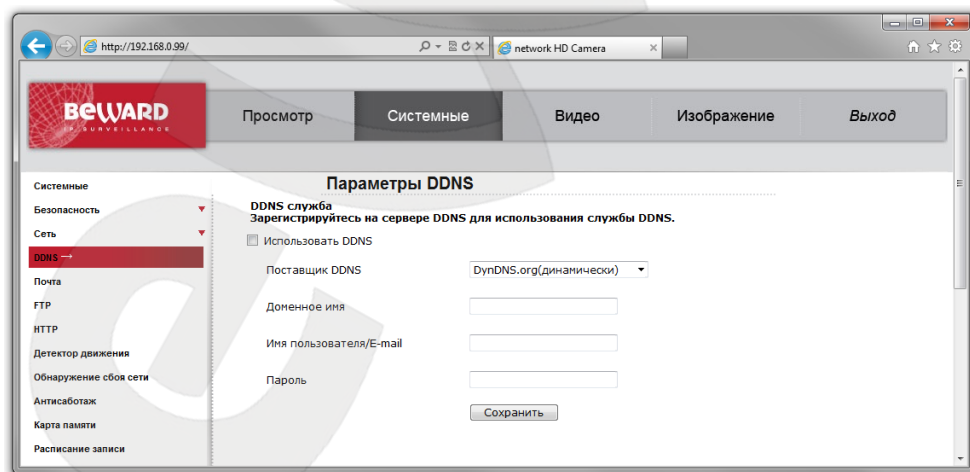 http://192.168.0.99/
network HD Camera
BEWARD
IP SURVEILLANCE
Просмотр
Системные
Видео
Изображение
Выход
Системные
Безопасность
Сеть
DDNS
Почта
FTP
HTTP
Детектор движения
Обнаружение сбоя сети
Антисаботаж
Карта памяти
Расписание записи
Параметры DDNS
DDNS служба
Зарегистрируйтесь на сервере DDNS для использования службы DDNS.
Использовать DDNS
Поставщик DDNS
DynDNS.org(динамически)
Доменное имя
Имя пользователя/E-mail
Пароль
Сохранить